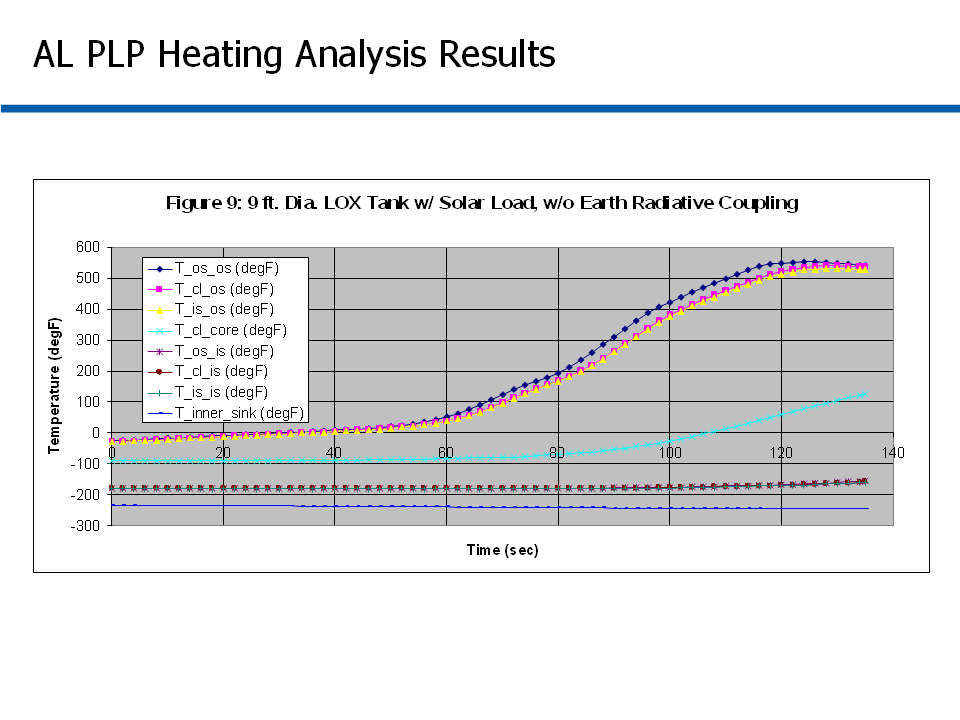 AL PLP Heating Analysis Results
Figure 9: 9 ft. Dia. LOX Tank w/ Solar Load, w/o Earth Radiative Coupling
Temperature (degF)
600
500
400
300
200
100
0
-100
-200
-300
T_os_os (degF)
T_cl_os (degF)
T_is_os (degF)
T_cl_core (degF)
T_os_is (degF)
T_cl_is (degF)
T_is_is (degF)
T_inner_sink (degF)
0 20 40 60 80 100 120 140
Time (sec)